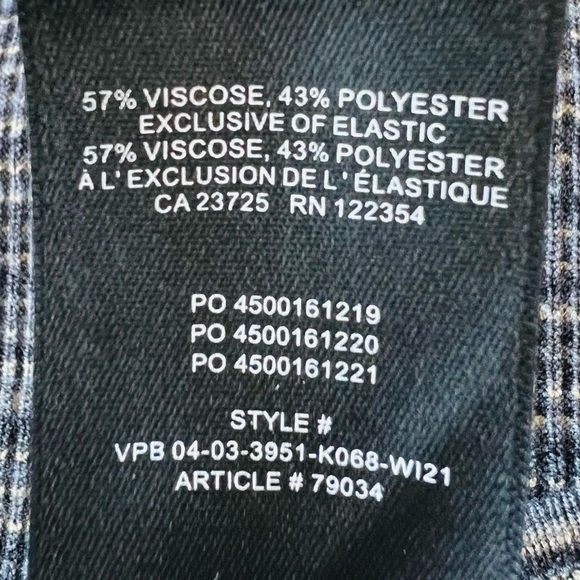 57% VISCOSE, 43% POLYESTER
EXCLUSIVE OF ELASTIC
57% VISCOSE, 43% POLYESTER
À L' EXCLUSION DE L' ÉLASTIQUE
CA 23725 RN 122354
PO 4500161219
PO 4500161220
PO 4500161221
STYLE #
VPB 04-03-3951-K068-WI21
ARTICLE # 79034